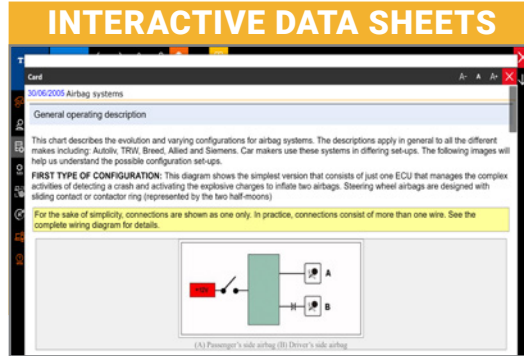 INTERACTIVE DATA SHEETS
Card
A- A A+
30/06/2005 Airbag systems
General operating description
This chart describes the evolution and varying configurations for airbag systems. The descriptions apply in general to all the different
makes including: Autoliv, TRW, Breed, Allied and Siemens. Car makers use these systems in differing set-ups. The following images will
help us understand the possible configuration set-ups.
FIRST TYPE OF CONFIGURATION: This diagram shows the simplest version that consists of just one ECU that manages the complex
activities of detecting a crash and activating the explosive charges to inflate two airbags. Steering wheel airbags are designed with
sliding contact or contactor ring (represented by the two half-moons)
For the sake of simplicity, connections are shown as one only. In practice, connections consist of more than one wire. See the
complete wiring diagram for details.
A
B
(A) Passenger's side airbag (B) Driver's side airbag